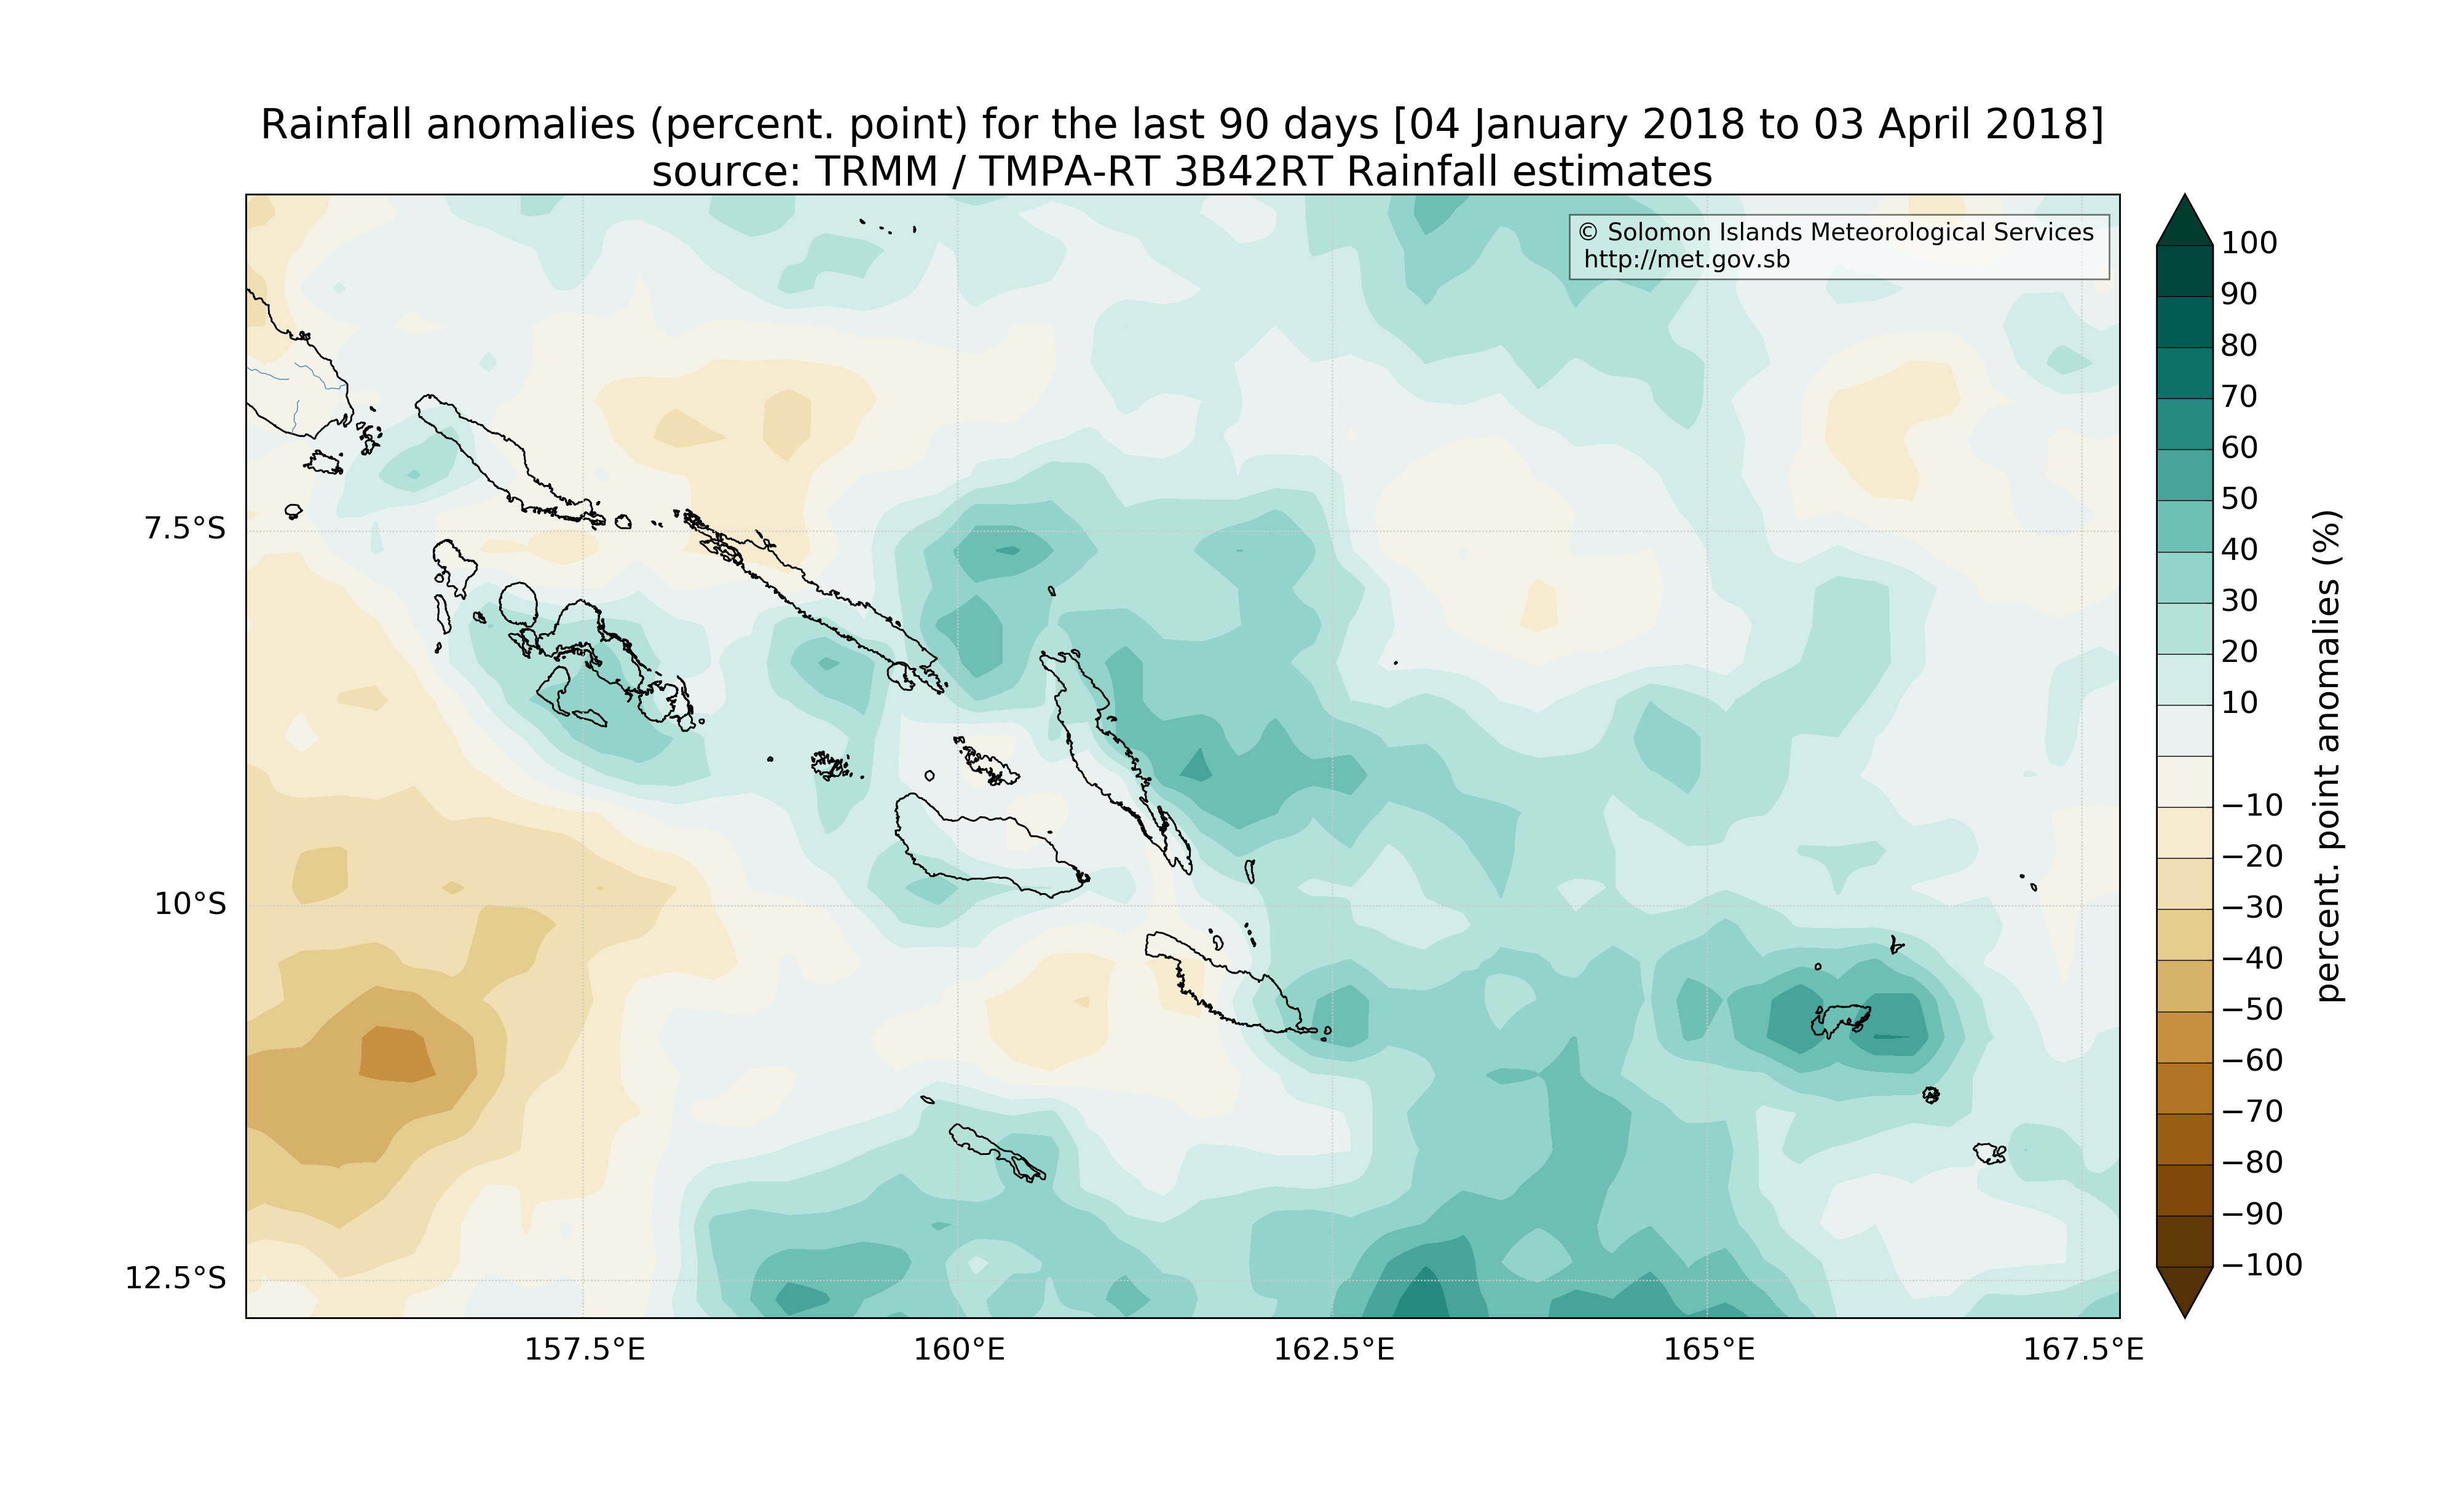 Rainfall anomalies (percent. point) for the last 90 days [04 January 2018 to 03 April 2018]
source: TRMM / TMPA-RT 3B42RT Rainfall estimates
© Solomon Islands Meteorological Services
http://met.gov.sb
7.5°S
10°S
12.5°S
157.5°E
160°E
162.5°E
165°E
167.5°E
100
90
80
70
60
50
40
30
20
10
−10
−20
−30
−40
−50
−60
−70
−80
−90
−100
percent. point anomalies (%)